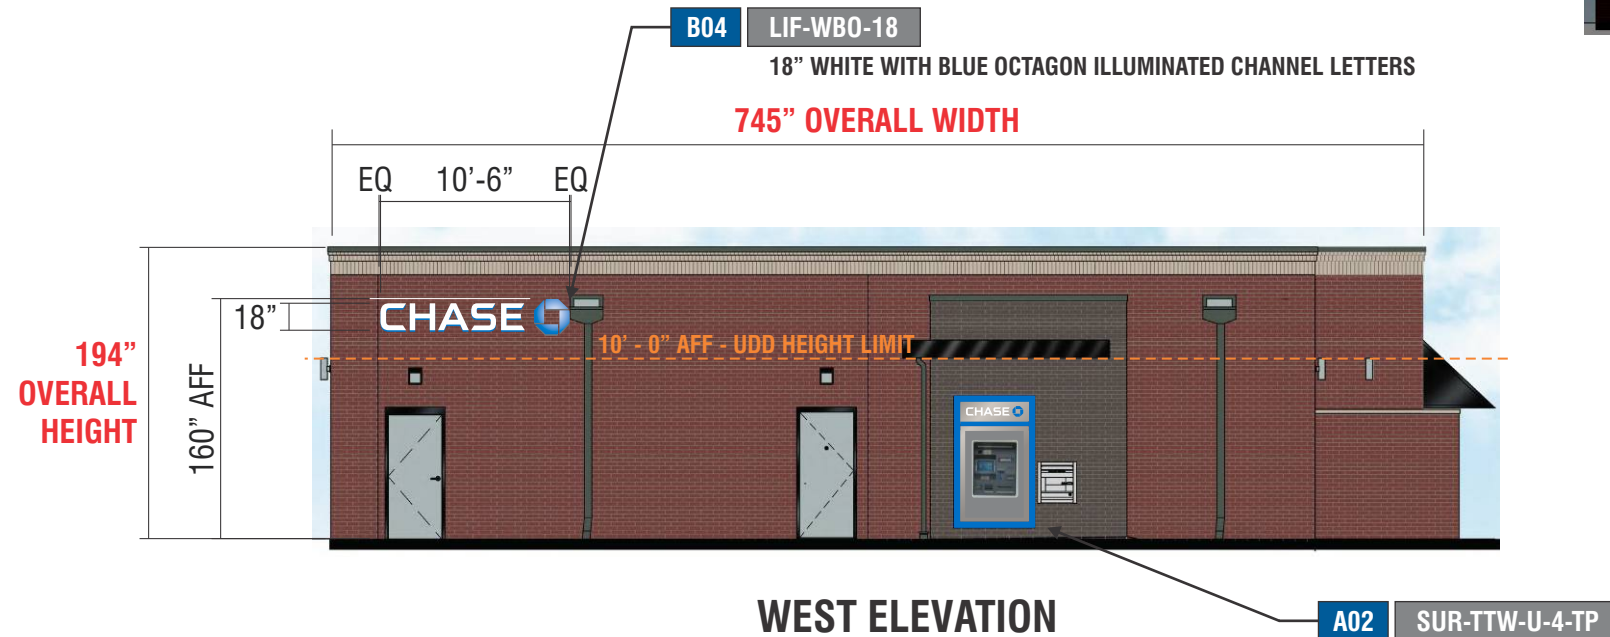 B04 LIF-WBO-18
18” WHITE WITH BLUE OCTAGON ILLUMINATED CHANNEL LETTERS
745” OVERALL WIDTH
EQ 10’-6” EQ
18”
CHASE
10’ - 0” AFF - UDD HEIGHT LIMIT
194”
OVERALL
HEIGHT
160” AFF
CHASE
WEST ELEVATION
A02 SUR-TTW-U-4-TP